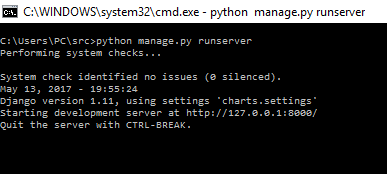 C:\WINDOWS\system32\cmd.exe - python  manage.py runserver
C:\Users\PC\src>python manage.py runserver
Performing system checks...
System check identified no issues (0 silenced).
May 13, 2017 - 19:55:24
Django version 1.11, using settings 'charts.settings'
Starting development server at http://127.0.0.1:8000/
Quit the server with CTRL-BREAK.